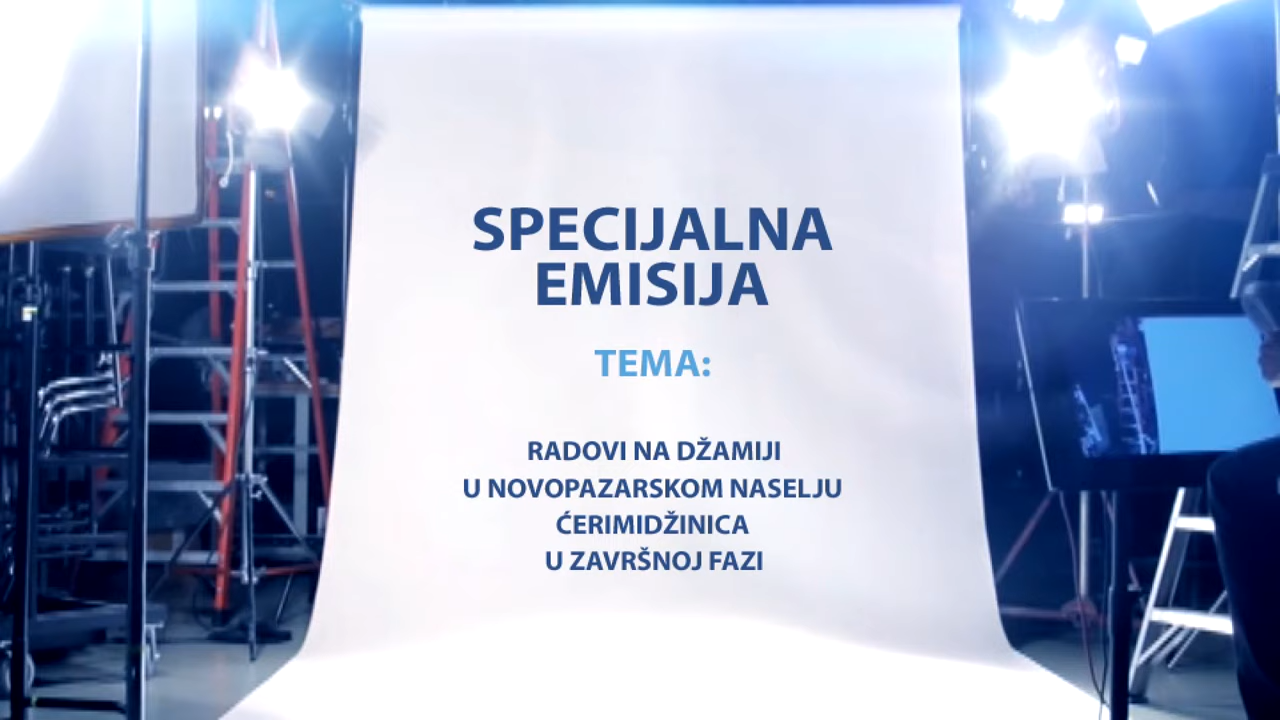 SPECIJALNA
EMISIJA
TEMA:
RADOVI NA DŽAMIJI
U NOVOPAZARSKOM NASELJU
ĆERIMIDŽINICA
U ZAVRŠNOJ FAZI